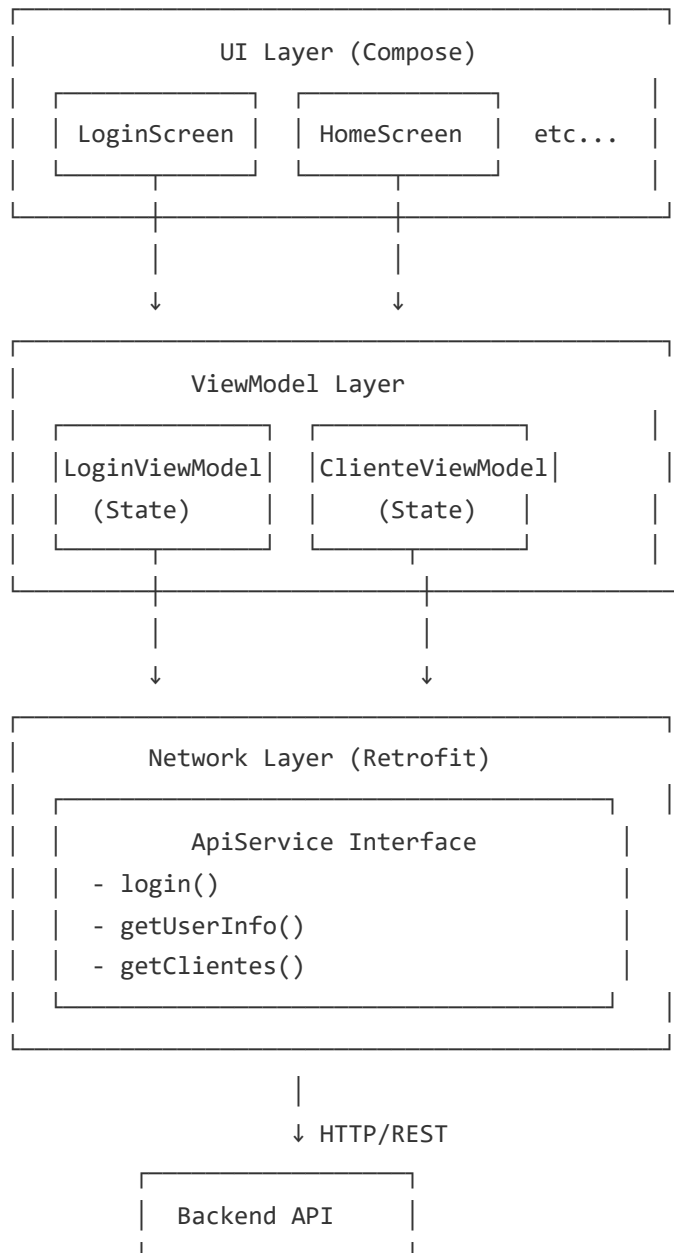 UI Layer (Compose)
LoginScreen HomeScreen etc...
ViewModel Layer
LoginViewModel ClienteViewModel
(State) (State)
Network Layer (Retrofit)
ApiService Interface
- login()
- getUserInfo()
- getClientes()
↓ HTTP/REST
Backend API